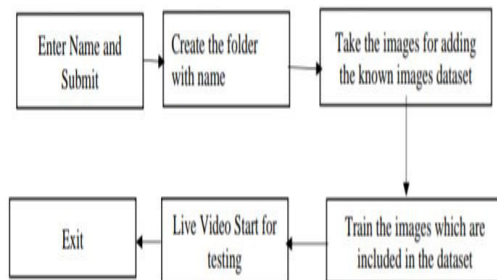 Enter Name and
Submit
Create the folder
with name
Take the images for adding
the known images dataset
Train the images which are
included in the dataset
Live Video Start for
testing
Exit